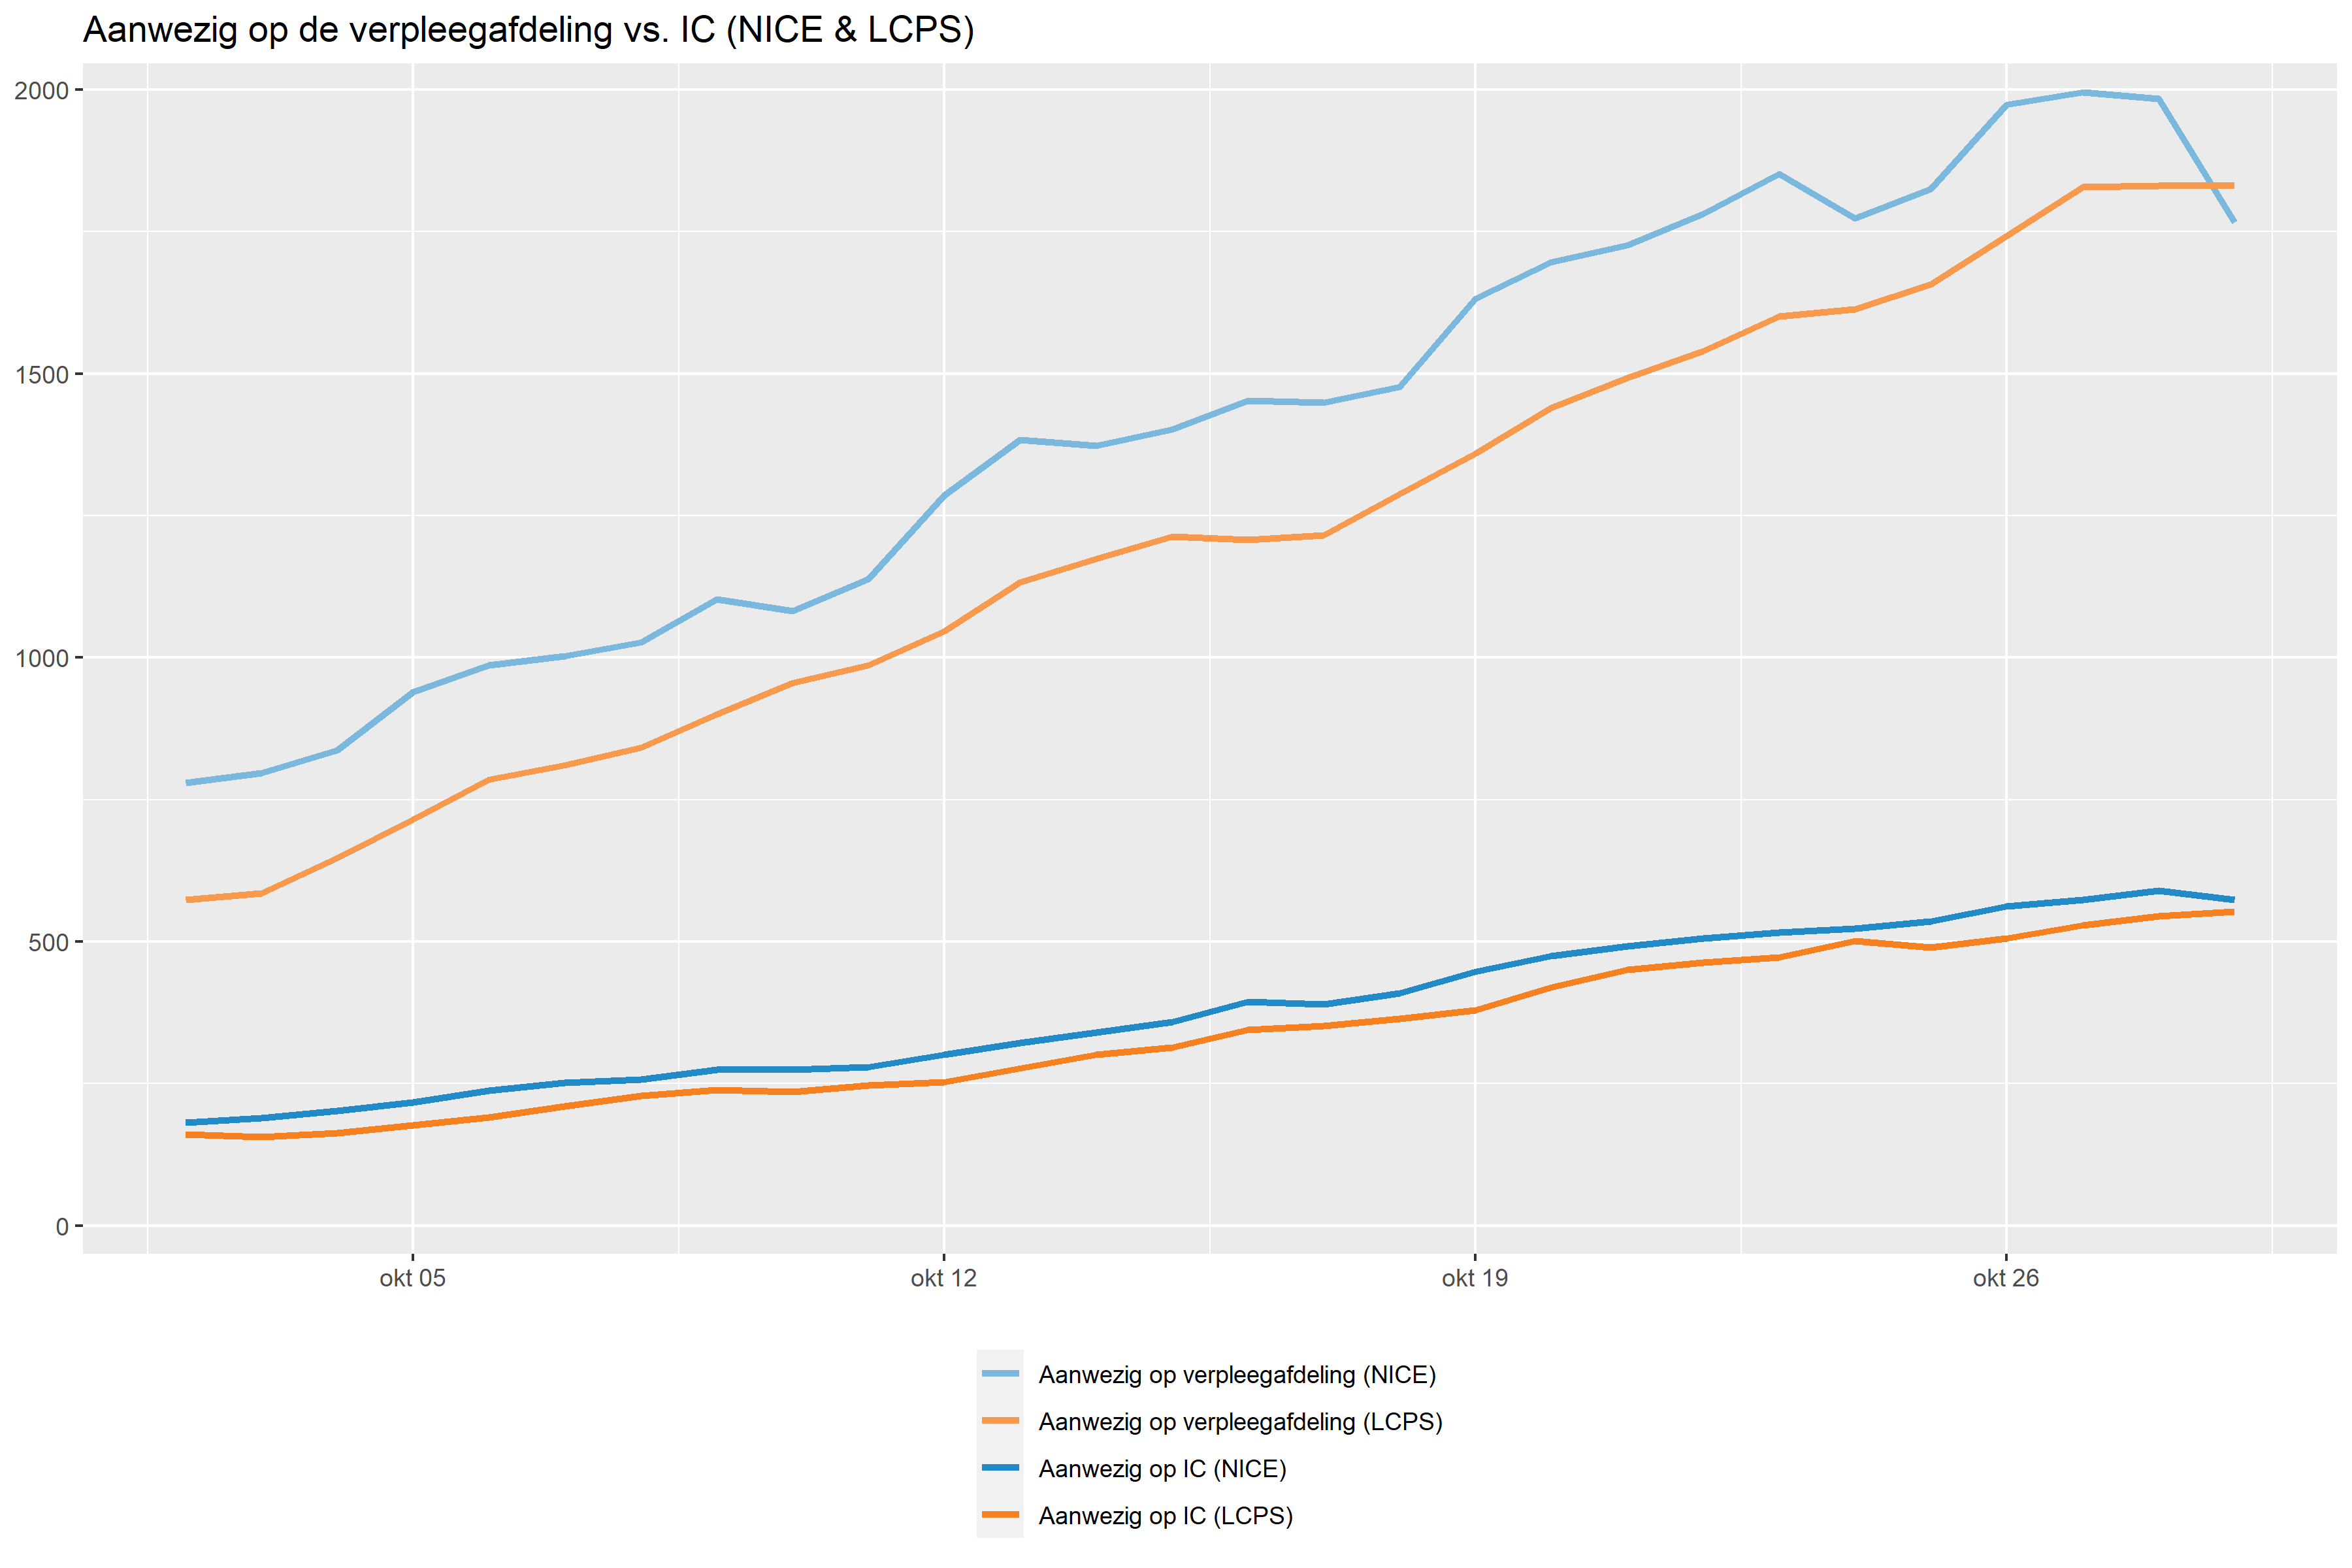 Aanwezig op de verpleegafdeling vs. IC (NICE & LCPS)
2000
1500
1000
500
0
okt 05 okt 12 okt 19 okt 26
Aanwezig op verpleegafdeling (NICE)
Aanwezig op verpleegafdeling (LCPS)
Aanwezig op IC (NICE)
Aanwezig op IC (LCPS)